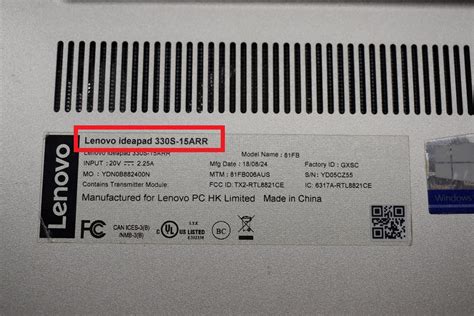 Lenovo
Lenovo ideapad 330S-15ARR
Lenovo ideapad 330S-15ARR Model Name: 81FB
INPUT: 20V ⎓ 2.25A Mfg Date: 18/08/24 Factory ID: GXSC
MO: YDN0B882400N MTM: 81FB006AUS S/N: YD05CZ55
Contains Transmitter Module: FCC ID: TX2-RTL8821CE IC: 6317A-RTL8821CE
Manufactured for Lenovo PC HK Limited Made in China
FC CAN ICES-3(B)
/NMB-3(B)
C UL US LISTED
BC
Windows